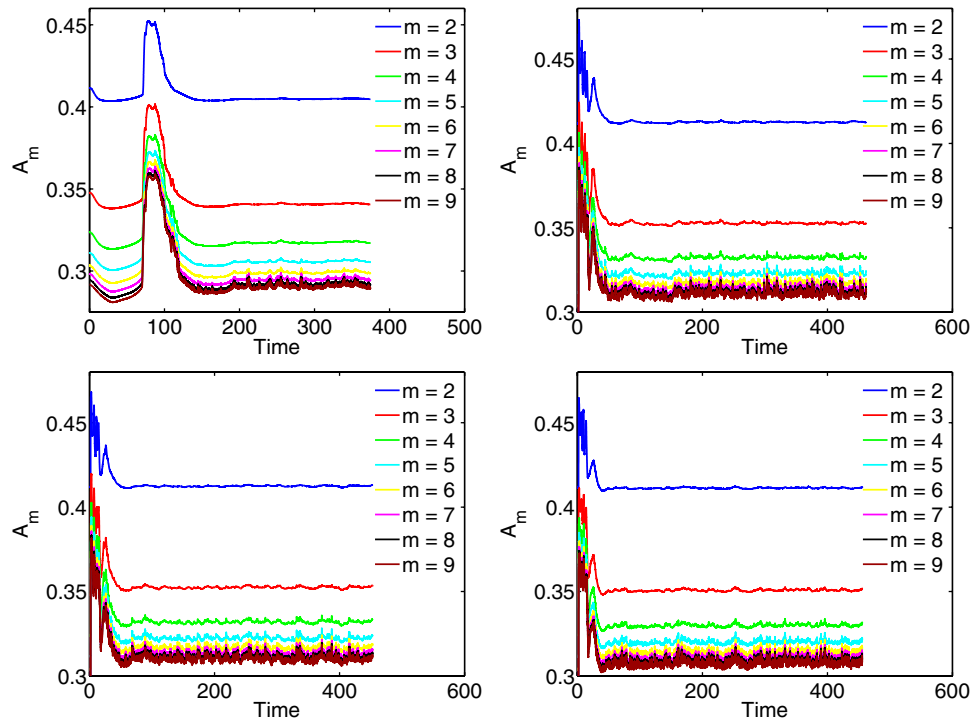 0.45
0.4
0.35
0.3
A_m
0 100 200 300 400 500
Time
m = 2
m = 3
m = 4
m = 5
m = 6
m = 7
m = 8
m = 9
0.45
0.4
0.35
0.3
A_m
0 200 400 600
Time
m = 2
m = 3
m = 4
m = 5
m = 6
m = 7
m = 8
m = 9
0.45
0.4
0.35
0.3
A_m
0 200 400 600
Time
m = 2
m = 3
m = 4
m = 5
m = 6
m = 7
m = 8
m = 9
0.45
0.4
0.35
0.3
A_m
0 200 400 600
Time
m = 2
m = 3
m = 4
m = 5
m = 6
m = 7
m = 8
m = 9